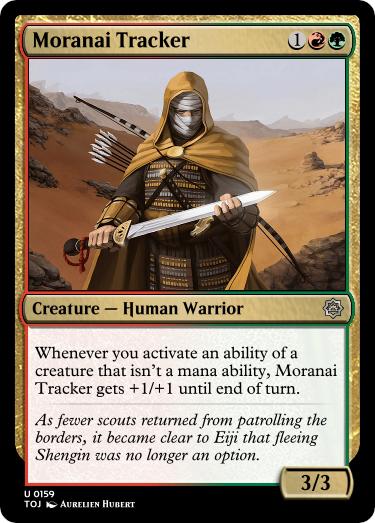 Moranai Tracker 1
Creature — Human Warrior
Whenever you activate an ability of a
creature that isn't a mana ability, Moranai
Tracker gets +1/+1 until end of turn.
As fewer scouts returned from patrolling the
borders, it became clear to Eiji that fleeing
Shengin was no longer an option.
3/3
U 0159
TOJ Aurelien Hubert